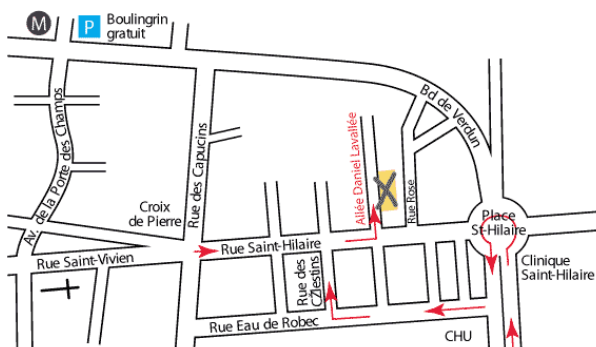 M
P
Boulingrin
gratuit
Bd de Verdun
Av. de la Porte des Champs
Rue des Capucins
Allée Daniel Lavallée
Rue Rose
Croix
de Pierre
Place
St-Hilaire
Rue Saint-Hilaire
Rue Saint-Vivien
Clinique
Saint-Hilaire
Rue des
CZlestins
Rue Eau de Robec
CHU